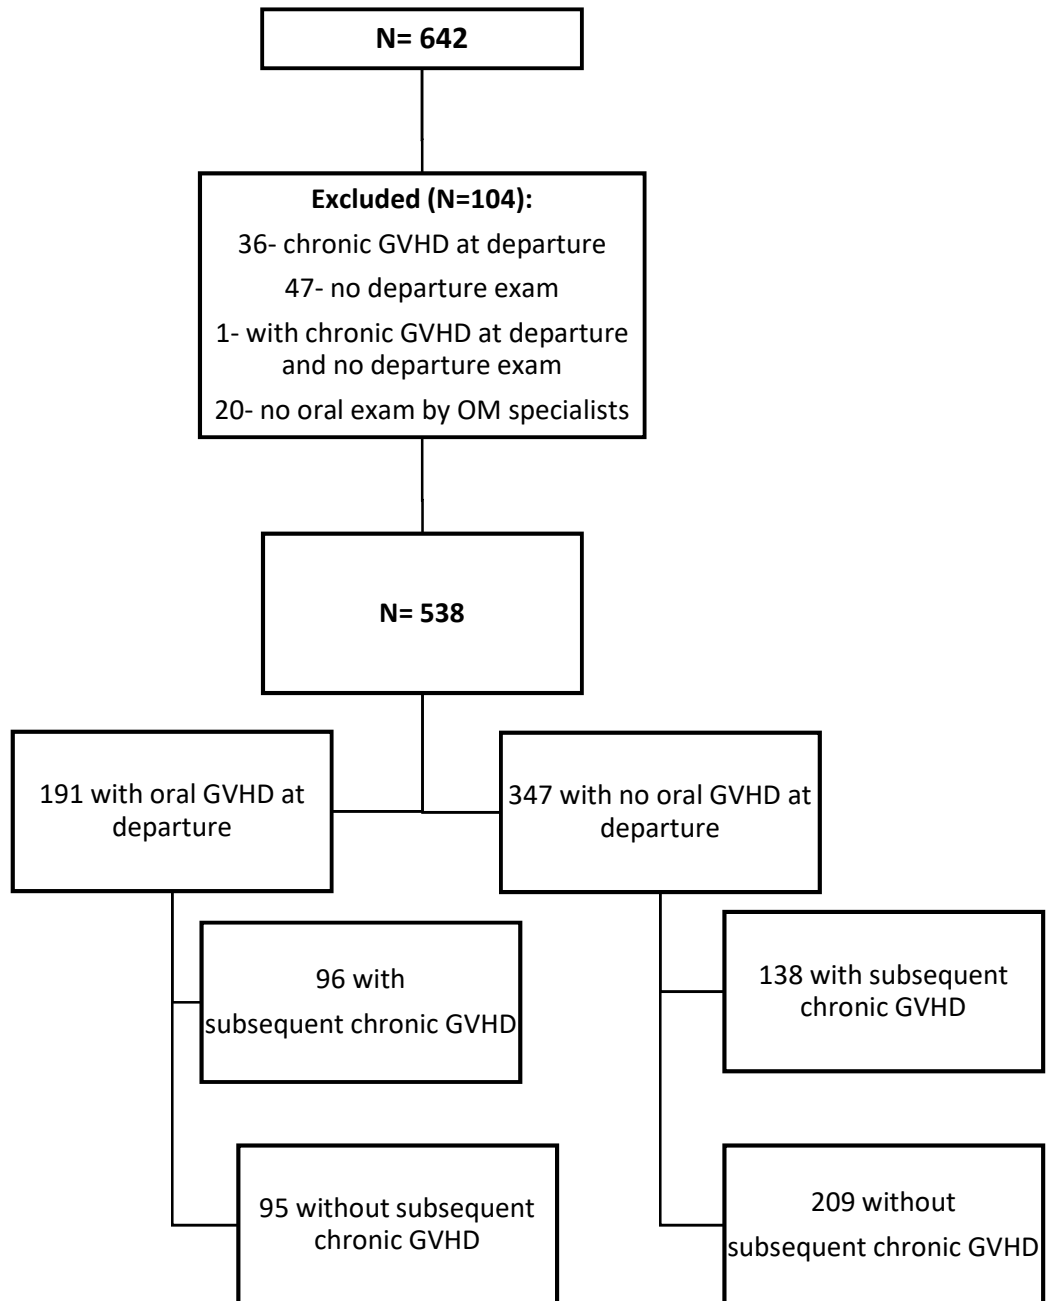 N= 642
Excluded (N=104):
36- chronic GVHD at departure
47- no departure exam
1- with chronic GVHD at departure
and no departure exam
20- no oral exam by OM specialists
N= 538
191 with oral GVHD at
departure
347 with no oral GVHD at
departure
96 with
subsequent chronic GVHD
138 with subsequent
chronic GVHD
95 without subsequent
chronic GVHD
209 without
subsequent chronic GVHD